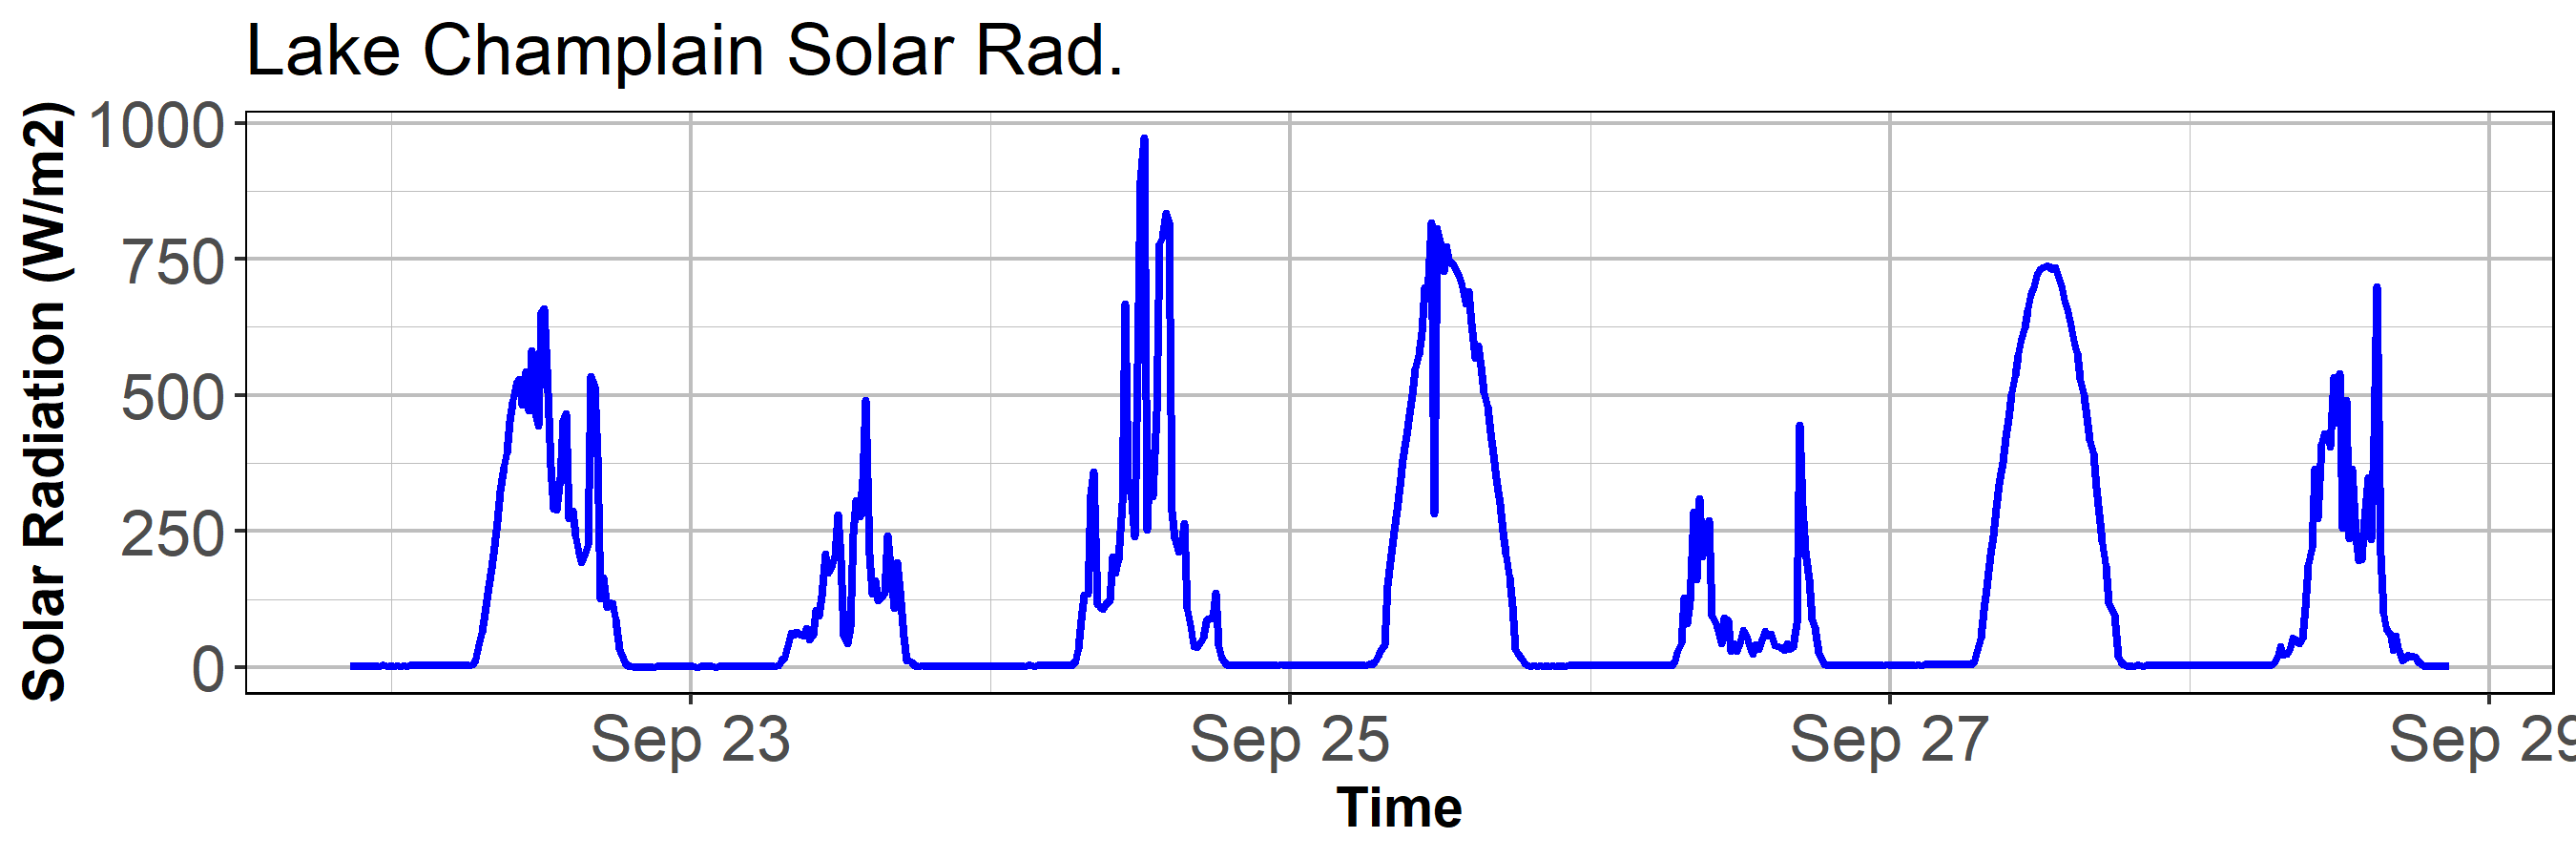 Lake Champlain Solar Rad.
Solar Radiation (W/m2)
1000
750
500
250
0
Sep 23 Sep 25 Sep 27 Sep 29
Time